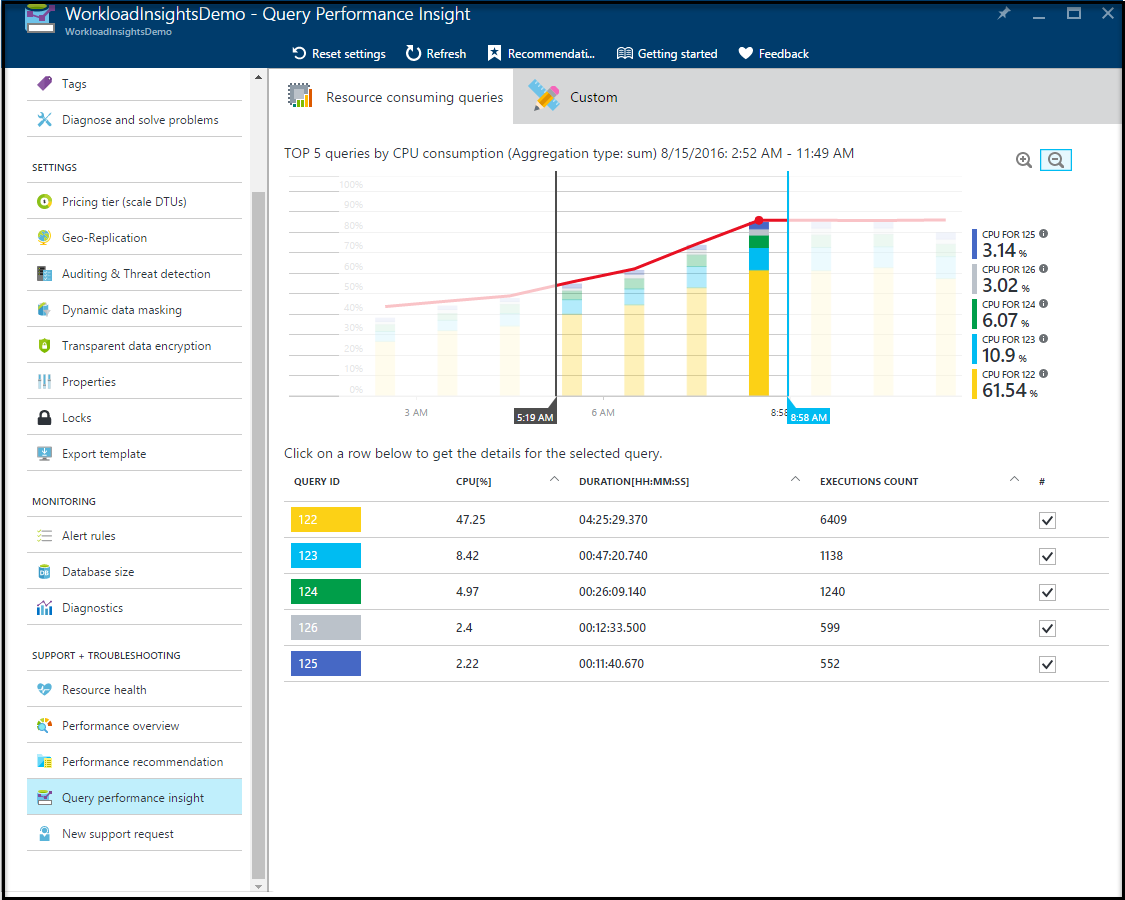 WorkloadInsightsDemo - Query Performance Insight
WorkloadInsightsDemo
Reset settings Refresh Recommendati... Getting started Feedback
Tags
Diagnose and solve problems
SETTINGS
Pricing tier (scale DTUs)
Geo-Replication
Auditing & Threat detection
Dynamic data masking
Transparent data encryption
Properties
Locks
Export template
MONITORING
Alert rules
Database size
Diagnostics
SUPPORT + TROUBLESHOOTING
Resource health
Performance overview
Performance recommendation
Query performance insight
New support request
Resource consuming queries Custom
TOP 5 queries by CPU consumption (Aggregation type: sum) 8/15/2016: 2:52 AM - 11:49 AM
100%
90%
80%
70%
60%
50%
40%
30%
20%
10%
0%
3 AM 5:19 AM 6 AM 8:58 8:58 AM
CPU FOR 125
3.14 %
CPU FOR 126
3.02 %
CPU FOR 124
6.07 %
CPU FOR 123
10.9 %
CPU FOR 122
61.54 %
Click on a row below to get the details for the selected query.
QUERY ID CPU[%] DURATION[HH:MM:SS] EXECUTIONS COUNT #
122 47.25 04:25:29.370 6409
123 8.42 00:47:20.740 1138
124 4.97 00:26:09.140 1240
126 2.4 00:12:33.500 599
125 2.22 00:11:40.670 552